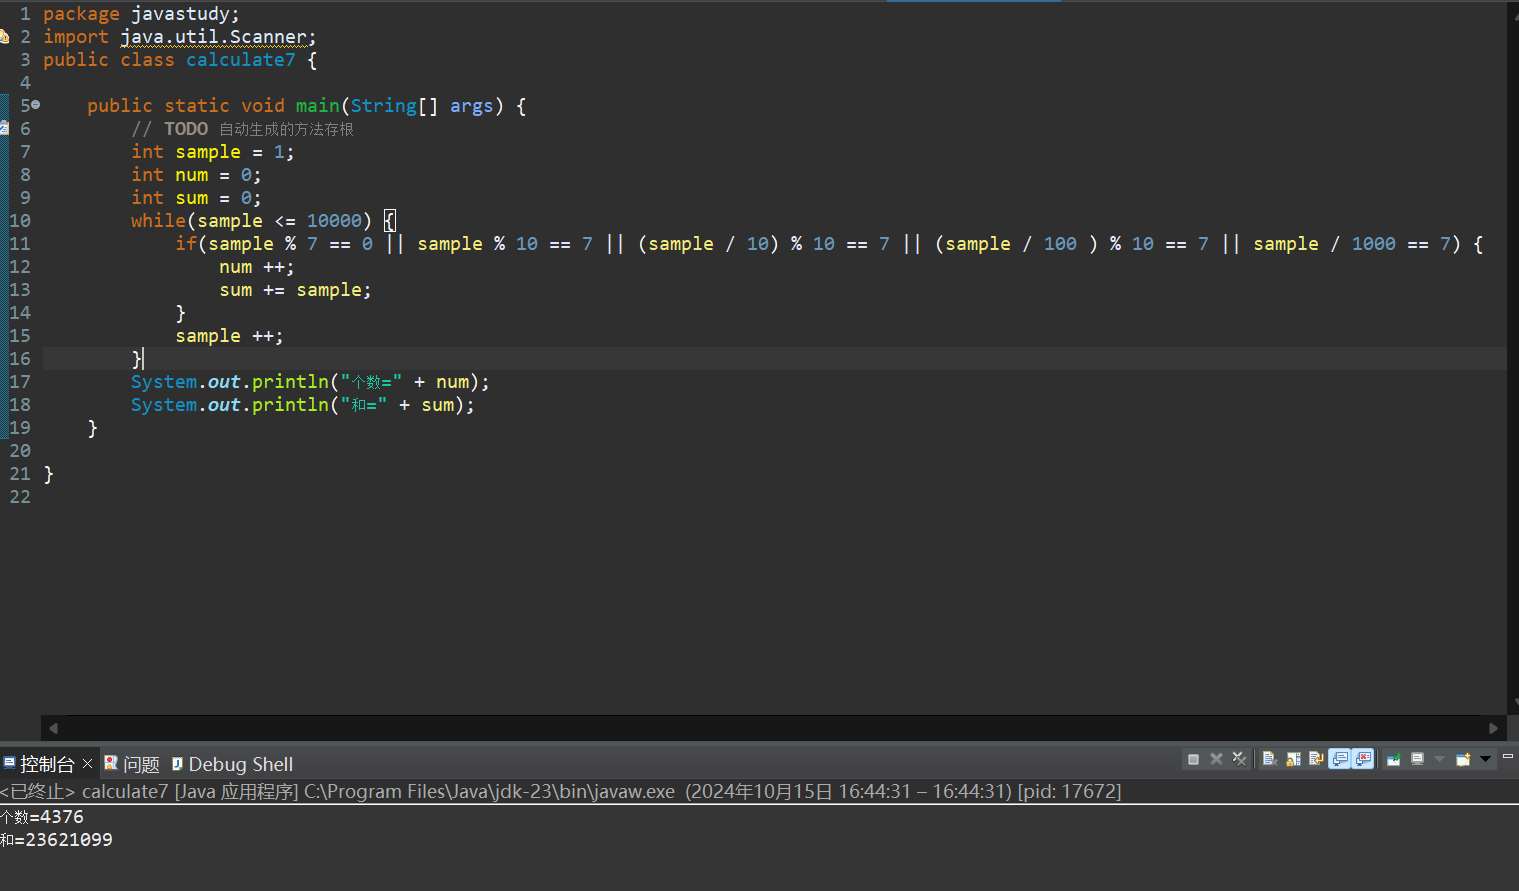 1 package javastudy;
2 import java.util.Scanner;
3 public class calculate7 {
4
5 public static void main(String[] args) {
6 // TODO 自动生成的方法存根
7 int sample = 1;
8 int num = 0;
9 int sum = 0;
10 while(sample <= 10000) {
11 if(sample % 7 == 0 || sample % 10 == 7 || (sample / 10) % 10 == 7 || (sample / 100 ) % 10 == 7 || sample / 1000 == 7) {
12 num ++;
13 sum += sample;
14 }
15 sample ++;
16 }
17 System.out.println("个数=" + num);
18 System.out.println("和=" + sum);
19 }
20
21 }
22
控制台 × 问题 Debug Shell
<已终止> calculate7 [Java 应用程序] C:\Program Files\Java\jdk-23\bin\javaw.exe (2024年10月15日 16:44:31 – 16:44:31) [pid: 17672]
个数=4376
和=23621099